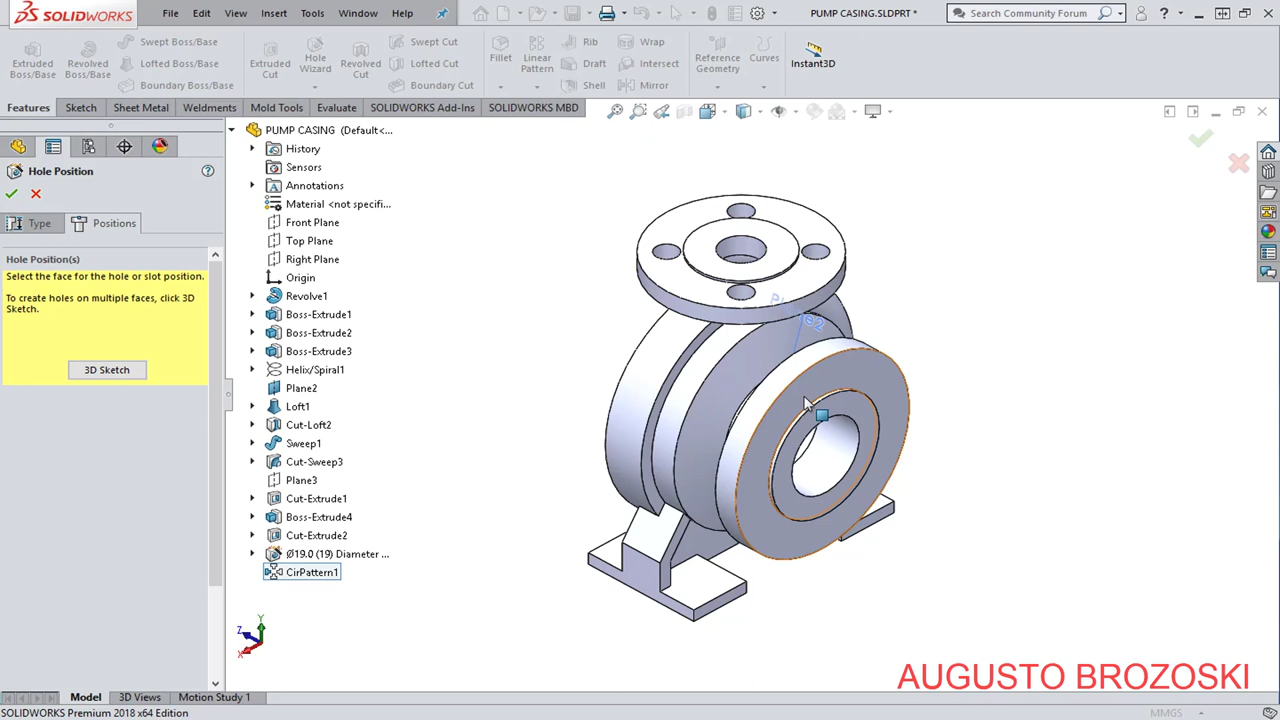 SOLIDWORKS File Edit View Insert Tools Window Help PUMP CASING.SLDPRT * Search Community Forum
Extruded Boss/Base Revolved Boss/Base Swept Boss/Base Lofted Boss/Base Boundary Boss/Base Extruded Cut Hole Wizard Revolved Cut Swept Cut Lofted Cut Boundary Cut Fillet Linear Pattern Rib Draft Shell Wrap Intersect Mirror Reference Geometry Curves Instant3D
Features Sketch Sheet Metal Weldments Mold Tools Evaluate SOLIDWORKS Add-Ins SOLIDWORKS MBD
Hole Position
Type Positions
Hole Position(s)
Select the face for the hole or slot position.
To create holes on multiple faces, click 3D
Sketch.
3D Sketch
PUMP CASING (Default<...
History
Sensors
Annotations
Material <not specifi...
Front Plane
Top Plane
Right Plane
Origin
Revolve1
Boss-Extrude1
Boss-Extrude2
Boss-Extrude3
Helix/Spiral1
Plane2
Loft1
Cut-Loft2
Sweep1
Cut-Sweep3
Plane3
Cut-Extrude1
Boss-Extrude4
Cut-Extrude2
Ø19.0 (19) Diameter ...
CirPattern1
Y
Z
X
AUGUSTO BROZOSKI
Model 3D Views Motion Study 1
SOLIDWORKS Premium 2018 x64 Edition MMGS